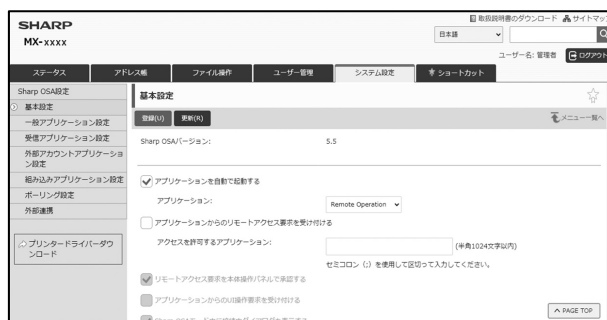 取扱説明書のダウンロード サイトマップ
SHARP
MX-xxxx
日本語
ユーザー名: 管理者 ログアウト
ステータス アドレス帳 ファイル操作 ユーザー管理 システム設定 ショートカット
Sharp OSA設定
基本設定
一般アプリケーション設定
受信アプリケーション設定
外部アカウントアプリケーション設定
組み込みアプリケーション設定
ポーリング設定
外部連携
プリンタードライバーダウンロード
基本設定
登録(U) 更新(R) メニュー一覧へ
Sharp OSAバージョン: 5.5
アプリケーションを自動で起動する
アプリケーション: Remote Operation
アプリケーションからのリモートアクセス要求を受け付ける
アクセスを許可するアプリケーション: (半角1024文字以内)
セミコロン（;）を使用して区切って入力してください。
リモートアクセス要求を本体操作パネルで承認する
アプリケーションからのUI操作要求を受け付ける
PAGE TOP